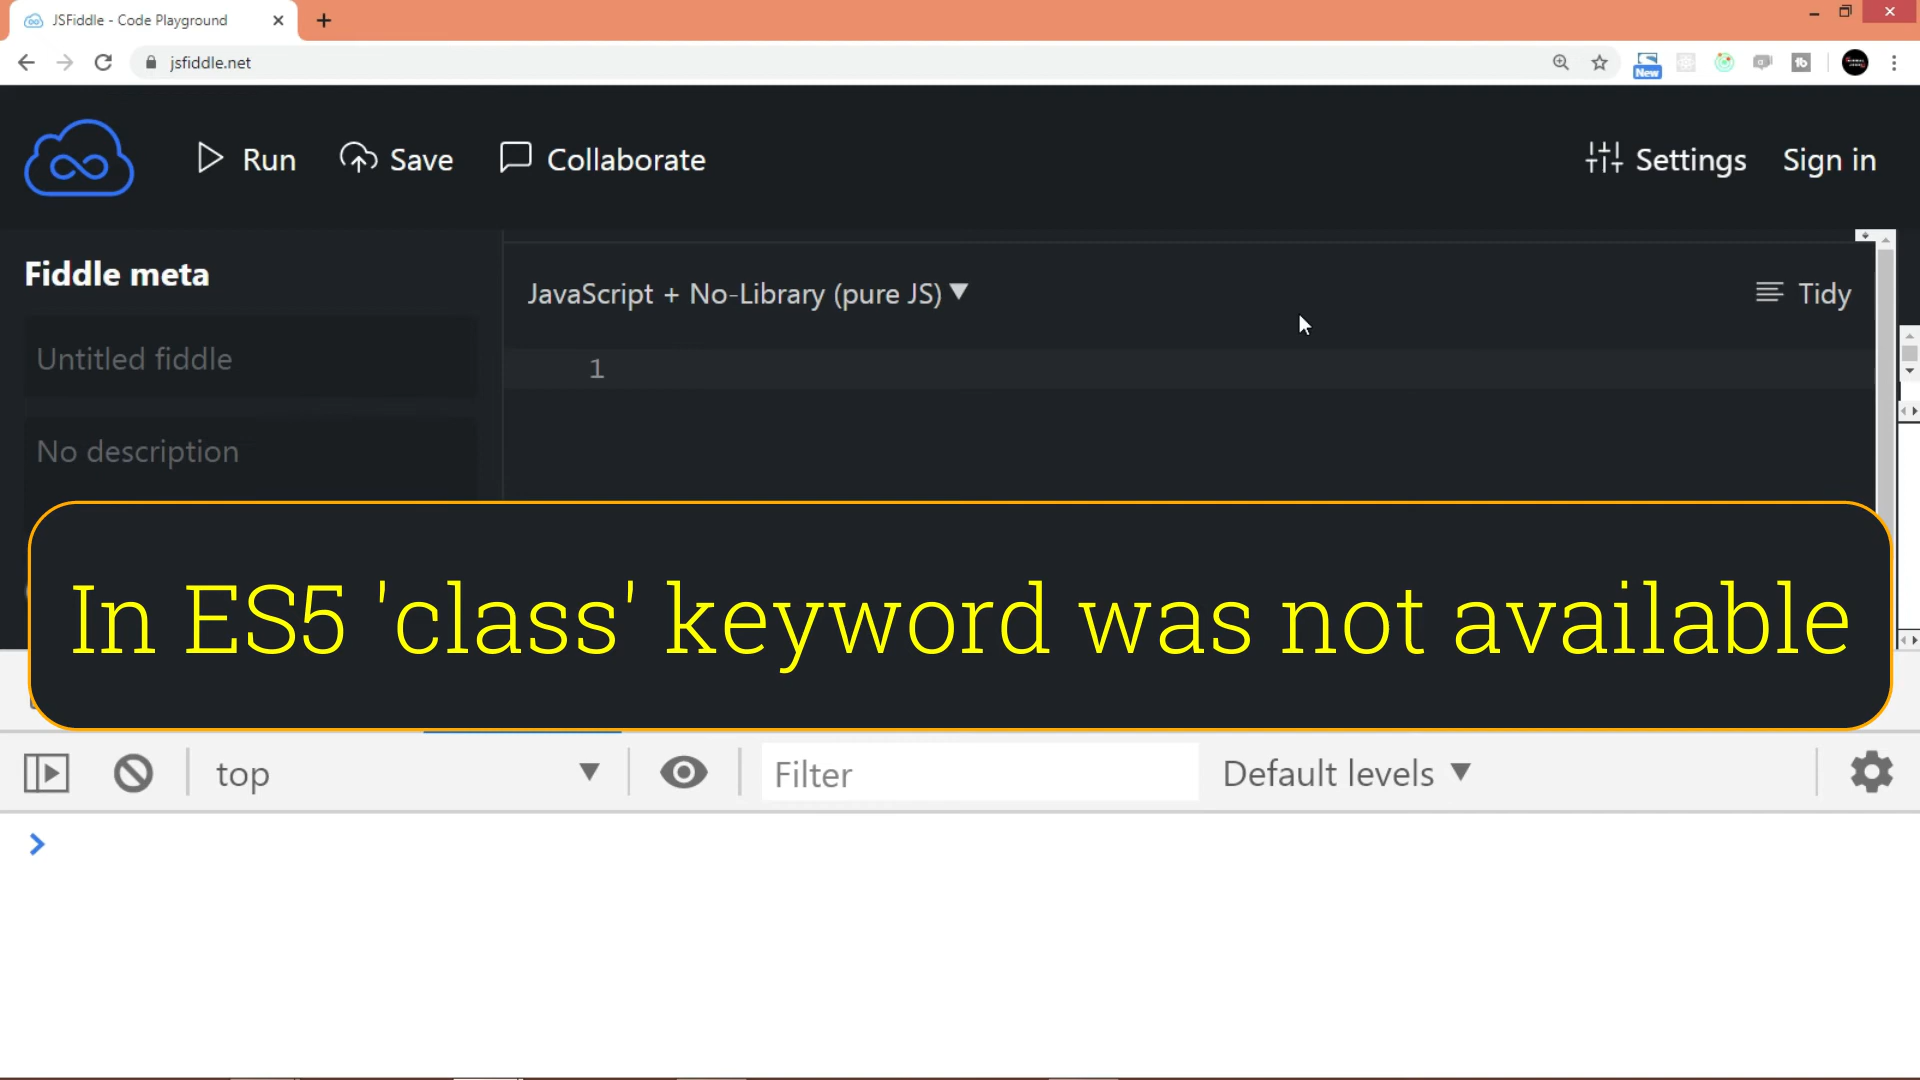 JSFiddle - Code Playground
jsfiddle.net
New
Run
Save
Collaborate
Settings
Sign in
Fiddle meta
JavaScript + No-Library (pure JS)
Tidy
Untitled fiddle
1
No description
In ES5 'class' keyword was not available
top
Filter
Default levels